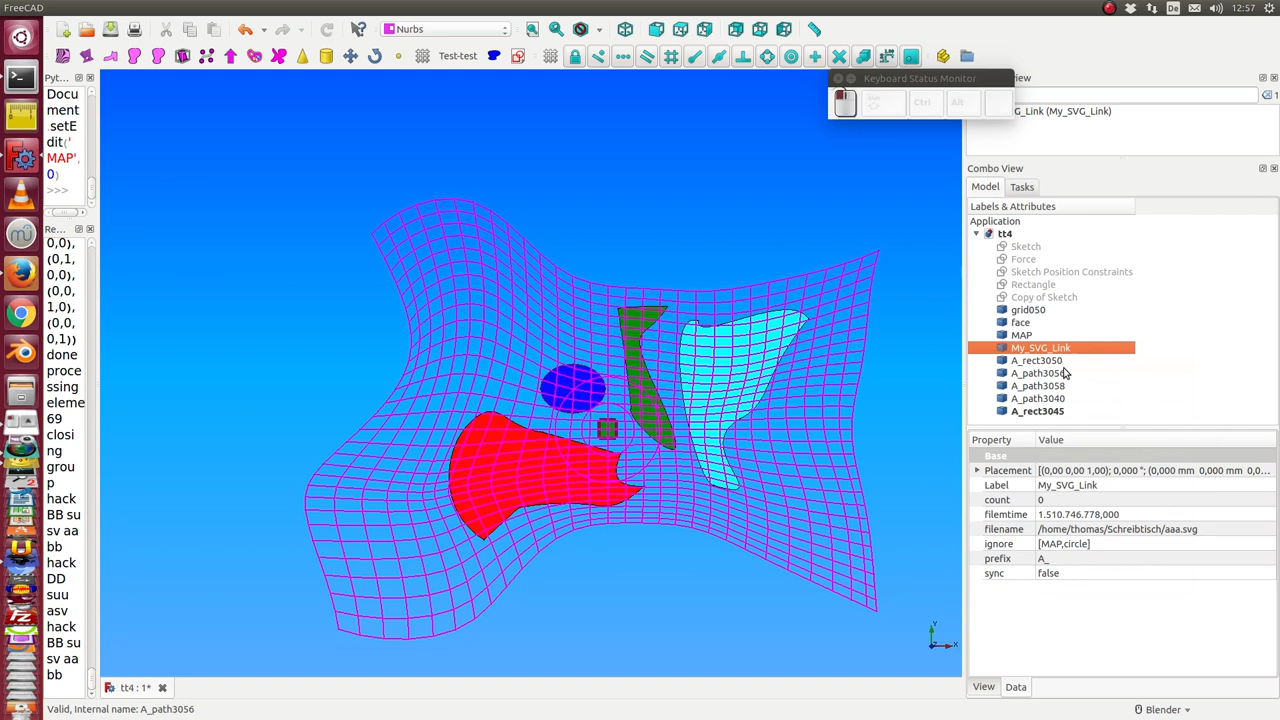 FreeCAD
De
12:57
Nurbs
Test-test
Keyboard Status Monitor
Ctrl
Alt
Pyt...
Docu
ment
.setE
dit('
MAP',
0)
>>>
Re...
0,0),
(0,1,
0,0),
(0,0,
1,0),
(0,0,
0,1))
done
proce
ssing
eleme
69
closi
ng
grou
p
hack
BB su
sv aa
bb
hack
DD
suu
asv
hack
BB su
sv aa
bb
View
G_Link (My_SVG_Link)
Combo View
Model
Tasks
Labels & Attributes
Application
tt4
Sketch
Force
Sketch Position Constraints
Rectangle
Copy of Sketch
grid050
face
MAP
My_SVG_Link
A_rect3050
A_path3056
A_path3058
A_path3040
A_rect3045
Property Value
Base
Placement [(0,00 0,00 1,00); 0,000 °; (0,000 mm 0,000 mm 0,0...
Label My_SVG_Link
count 0
filemtime 1.510.746.778,000
filename /home/thomas/Schreibtisch/aaa.svg
ignore [MAP,circle]
prefix A_
sync false
Y
Z
X
View
Data
tt4 : 1*
Valid, Internal name: A_path3056
Blender